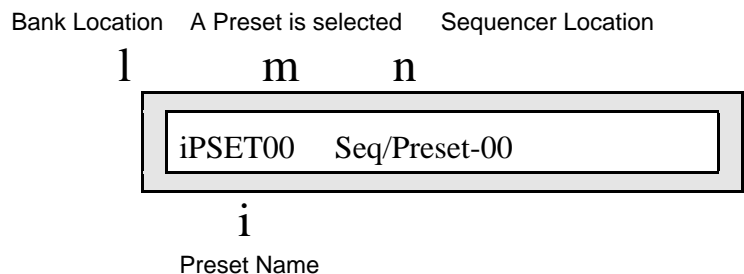 Bank Location A Preset is selected Sequencer Location
l m n
iPSET00 Seq/Preset-00
i
Preset Name